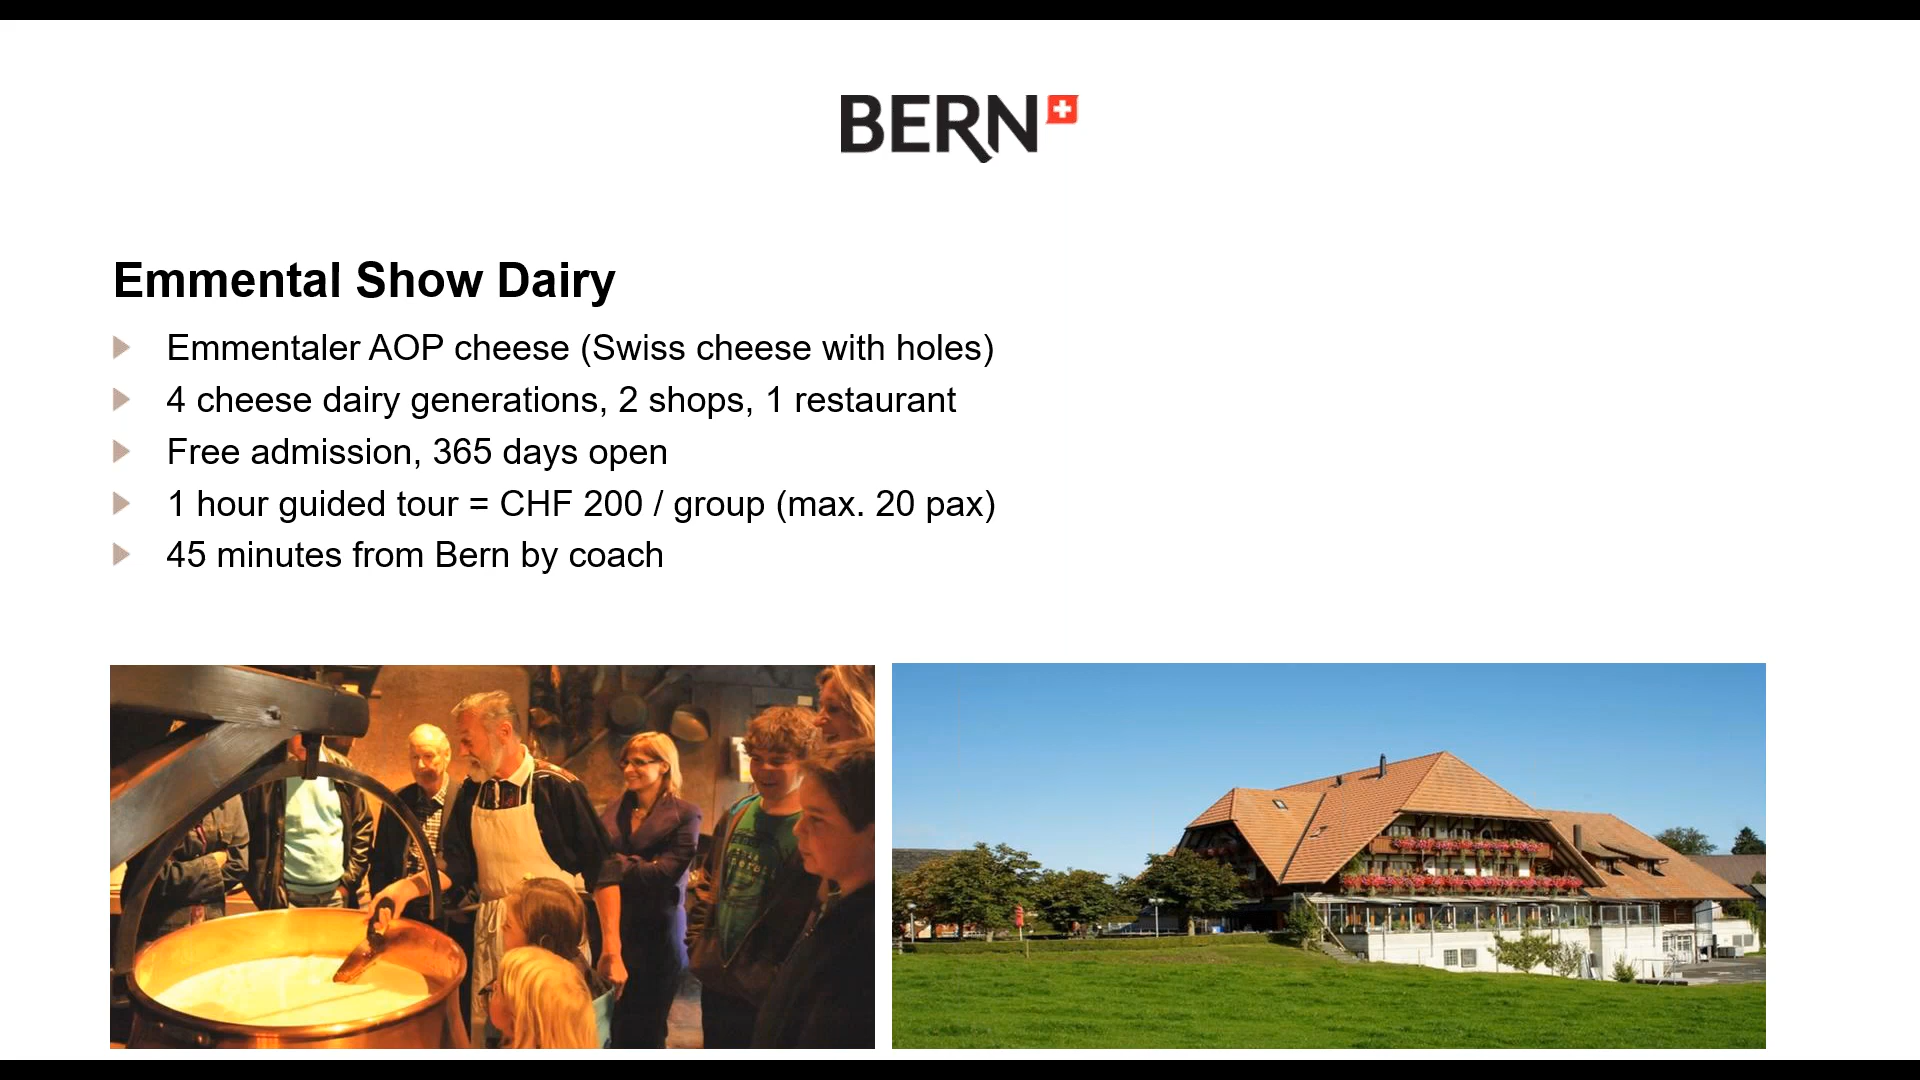 BERN
Emmental Show Dairy
Emmentaler AOP cheese (Swiss cheese with holes)
4 cheese dairy generations, 2 shops, 1 restaurant
Free admission, 365 days open
1 hour guided tour = CHF 200 / group (max. 20 pax)
45 minutes from Bern by coach